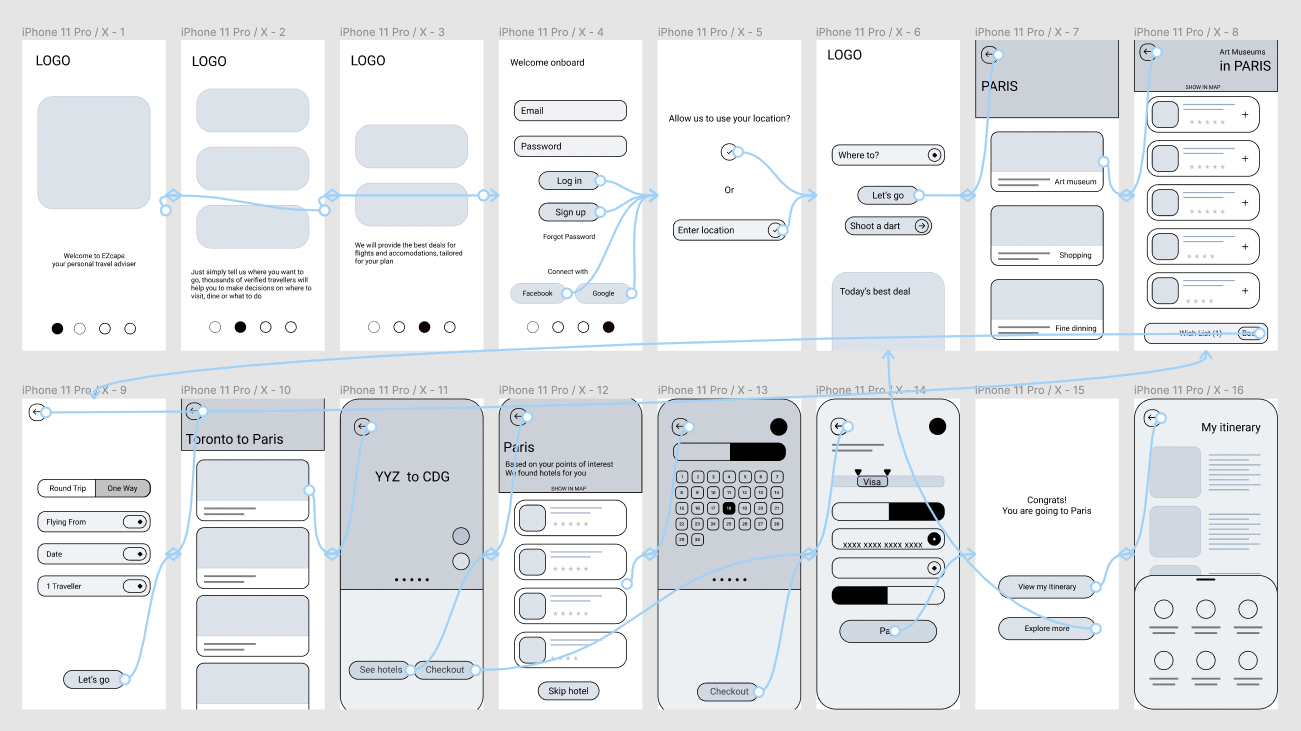 iPhone 11 Pro / X - 1
LOGO
Welcome to EZcape
your personal travel adviser
iPhone 11 Pro / X - 2
LOGO
Just simply tell us where you want to
go, thousands of verified travellers will
help you to make decisions on where to
visit, dine or what to do
iPhone 11 Pro / X - 3
LOGO
We will provide the best deals for
flights and accomodations, tailored
for your plan
iPhone 11 Pro / X - 4
Welcome onboard
Email
Password
Log in
Sign up
Forgot Password
Connect with
Facebook
Google
iPhone 11 Pro / X - 5
Allow us to use your location?
Or
Enter location
iPhone 11 Pro / X - 6
LOGO
Where to?
Let's go
Shoot a dart
Today's best deal
iPhone 11 Pro / X - 7
PARIS
Art museum
Shopping
Fine dinning
iPhone 11 Pro / X - 8
Art Museums
in PARIS
SHOW IN MAP
+
+
+
+
+
Wish List (1)
iPhone 11 Pro / X - 9
Round Trip
One Way
Flying From
Date
1 Traveller
Let's go
iPhone 11 Pro / X - 10
Toronto to Paris
iPhone 11 Pro / X - 11
YYZ to CDG
See hotels
Checkout
iPhone 11 Pro / X - 12
Paris
Based on your points of interest
We found hotels for you
SHOW IN MAP
Skip hotel
iPhone 11 Pro / X - 13
1 2 3 4 5 6 7
8 9 10 11 12 13 14
15 16 17 18 19 20 21
22 23 24 25 26 27 28
29 30
Checkout
iPhone 11 Pro / X - 14
Visa
XXXX XXXX XXXX XXXX
iPhone 11 Pro / X - 15
Congrats!
You are going to Paris
View my itinerary
Explore more
iPhone 11 Pro / X - 16
My itinerary